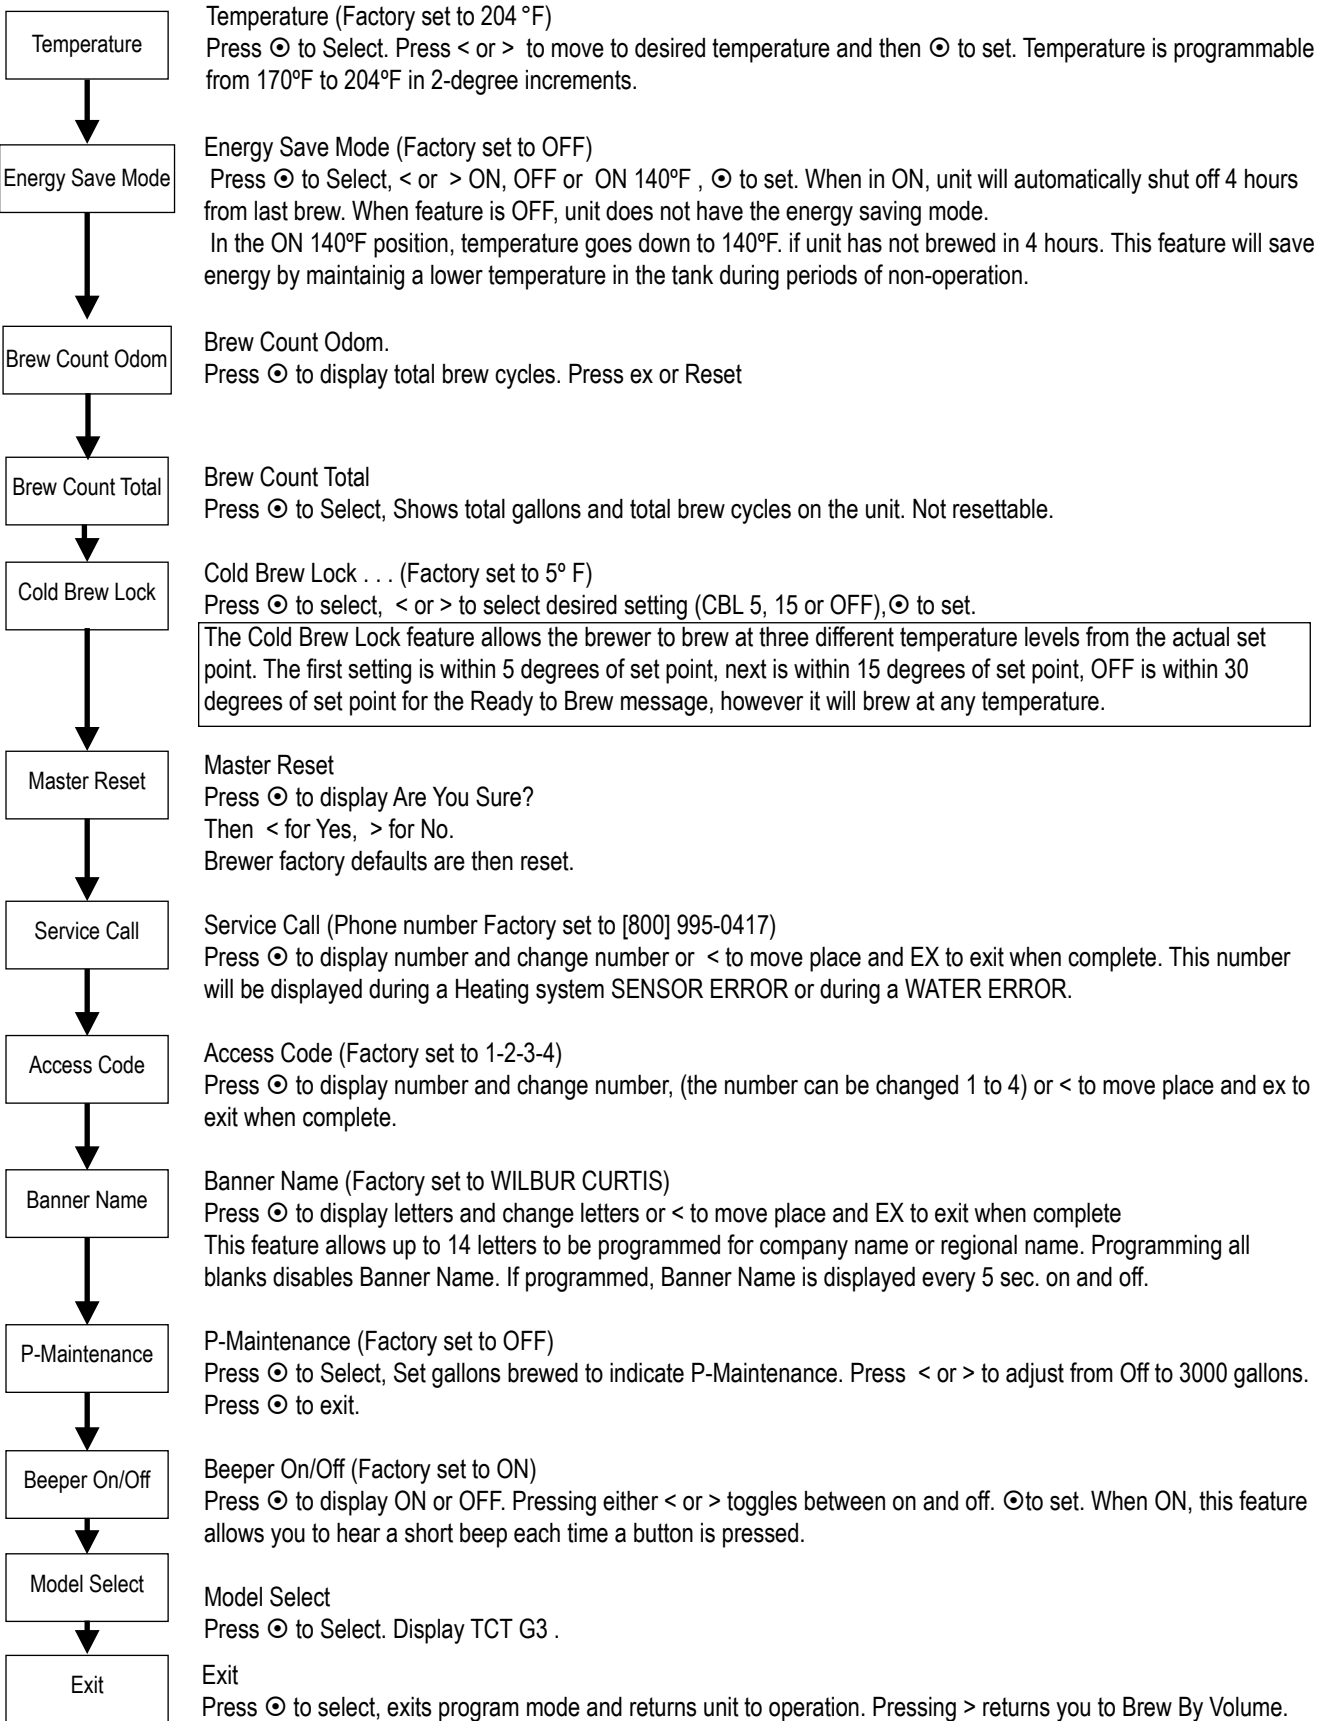 Temperature
Temperature (Factory set to 204 °F)
Press ⊙ to Select. Press < or >  to move to desired temperature and then ⊙ to set. Temperature is programmable
from 170ºF to 204ºF in 2-degree increments.
Energy Save Mode
Energy Save Mode (Factory set to OFF)
Press ⊙ to Select, < or  > ON, OFF or  ON 140ºF , ⊙ to set. When in ON, unit will automatically shut off 4 hours
from last brew. When feature is OFF, unit does not have the energy saving mode.
In the ON 140ºF position, temperature goes down to 140ºF. if unit has not brewed in 4 hours. This feature will save
energy by maintainig a lower temperature in the tank during periods of non-operation.
Brew Count Odom
Brew Count Odom.
Press ⊙ to display total brew cycles. Press ex or Reset
Brew Count Total
Brew Count Total
Press ⊙ to Select, Shows total gallons and total brew cycles on the unit. Not resettable.
Cold Brew Lock
Cold Brew Lock . . . (Factory set to 5º F)
Press ⊙ to select,  < or > to select desired setting (CBL 5, 15 or OFF),⊙ to set.
The Cold Brew Lock feature allows the brewer to brew at three different temperature levels from the actual set
point. The first setting is within 5 degrees of set point, next is within 15 degrees of set point, OFF is within 30
degrees of set point for the Ready to Brew message, however it will brew at any temperature.
Master Reset
Master Reset
Press ⊙ to display Are You Sure?
Then  < for Yes,  > for No.
Brewer factory defaults are then reset.
Service Call
Service Call (Phone number Factory set to [800] 995-0417)
Press ⊙ to display number and change number or  < to move place and EX to exit when complete. This number
will be displayed during a Heating system SENSOR ERROR or during a WATER ERROR.
Access Code
Access Code (Factory set to 1-2-3-4)
Press ⊙ to display number and change number, (the number can be changed 1 to 4) or < to move place and ex to
exit when complete.
Banner Name
Banner Name (Factory set to WILBUR CURTIS)
Press ⊙ to display letters and change letters or < to move place and EX to exit when complete
This feature allows up to 14 letters to be programmed for company name or regional name. Programming all
blanks disables Banner Name. If programmed, Banner Name is displayed every 5 sec. on and off.
P-Maintenance
P-Maintenance (Factory set to OFF)
Press ⊙ to Select, Set gallons brewed to indicate P-Maintenance. Press  < or > to adjust from Off to 3000 gallons.
Press ⊙ to exit.
Beeper On/Off
Beeper On/Off (Factory set to ON)
Press ⊙ to display ON or OFF. Pressing either < or > toggles between on and off. ⊙to set. When ON, this feature
allows you to hear a short beep each time a button is pressed.
Model Select
Model Select
Press ⊙ to Select. Display TCT G3 .
Exit
Exit
Press ⊙ to select, exits program mode and returns unit to operation. Pressing > returns you to Brew By Volume.